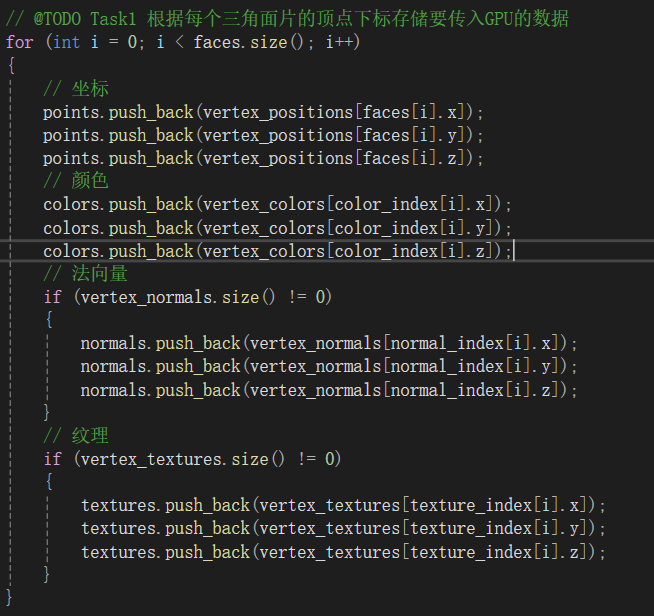 // @TODO Task1 根据每个三角面片的顶点下标存储要传入GPU的数据
for (int i = 0; i < faces.size(); i++)
{
// 坐标
points.push_back(vertex_positions[faces[i].x]);
points.push_back(vertex_positions[faces[i].y]);
points.push_back(vertex_positions[faces[i].z]);
// 颜色
colors.push_back(vertex_colors[color_index[i].x]);
colors.push_back(vertex_colors[color_index[i].y]);
colors.push_back(vertex_colors[color_index[i].z]);
// 法向量
if (vertex_normals.size() != 0)
{
normals.push_back(vertex_normals[normal_index[i].x]);
normals.push_back(vertex_normals[normal_index[i].y]);
normals.push_back(vertex_normals[normal_index[i].z]);
}
// 纹理
if (vertex_textures.size() != 0)
{
textures.push_back(vertex_textures[texture_index[i].x]);
textures.push_back(vertex_textures[texture_index[i].y]);
textures.push_back(vertex_textures[texture_index[i].z]);
}
}